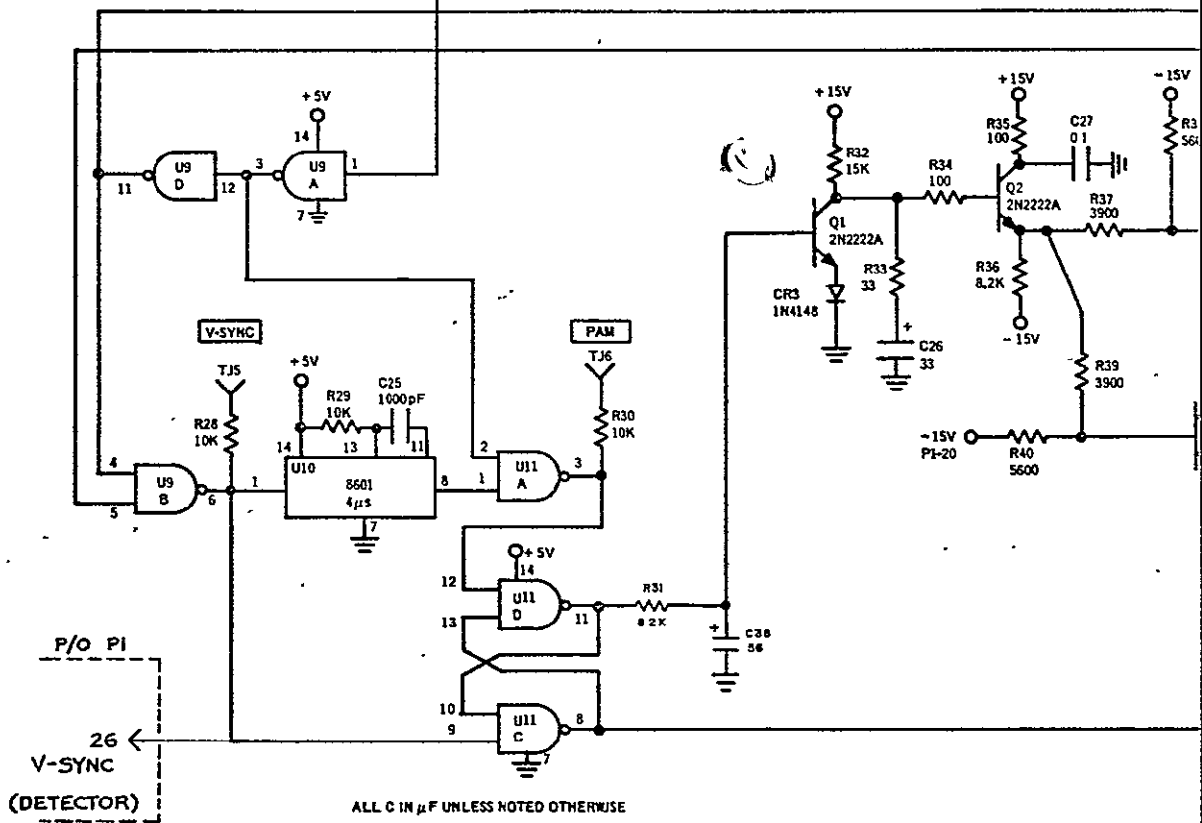 +5V
14
U9
D
11
12
3
U9
A
1
7
+15V
R32
15K
Q1
2N2222A
CR3
1N4148
R33
33
C26
+
33
R34
100
+15V
R35
100
C27
Q2
2N2222A
R36
8.2K
-15V
R37
3900
-15V
R39
3900
-15V
P1-20
R40
5600
V-SYNC
TJ5
R28
10K
+5V
R29
10K
C25
1000pF
14
13
11
U10
8601
4μs
1
8
7
4
5
U9
B
6
PAM
TJ6
R30
10K
2
1
U11
A
3
+5V
14
12
13
U11
D
11
R31
C38
+
56
10
9
U11
C
8
7
P/O P1
26
V-SYNC
(DETECTOR)
ALL C IN μF UNLESS NOTED OTHERWISE